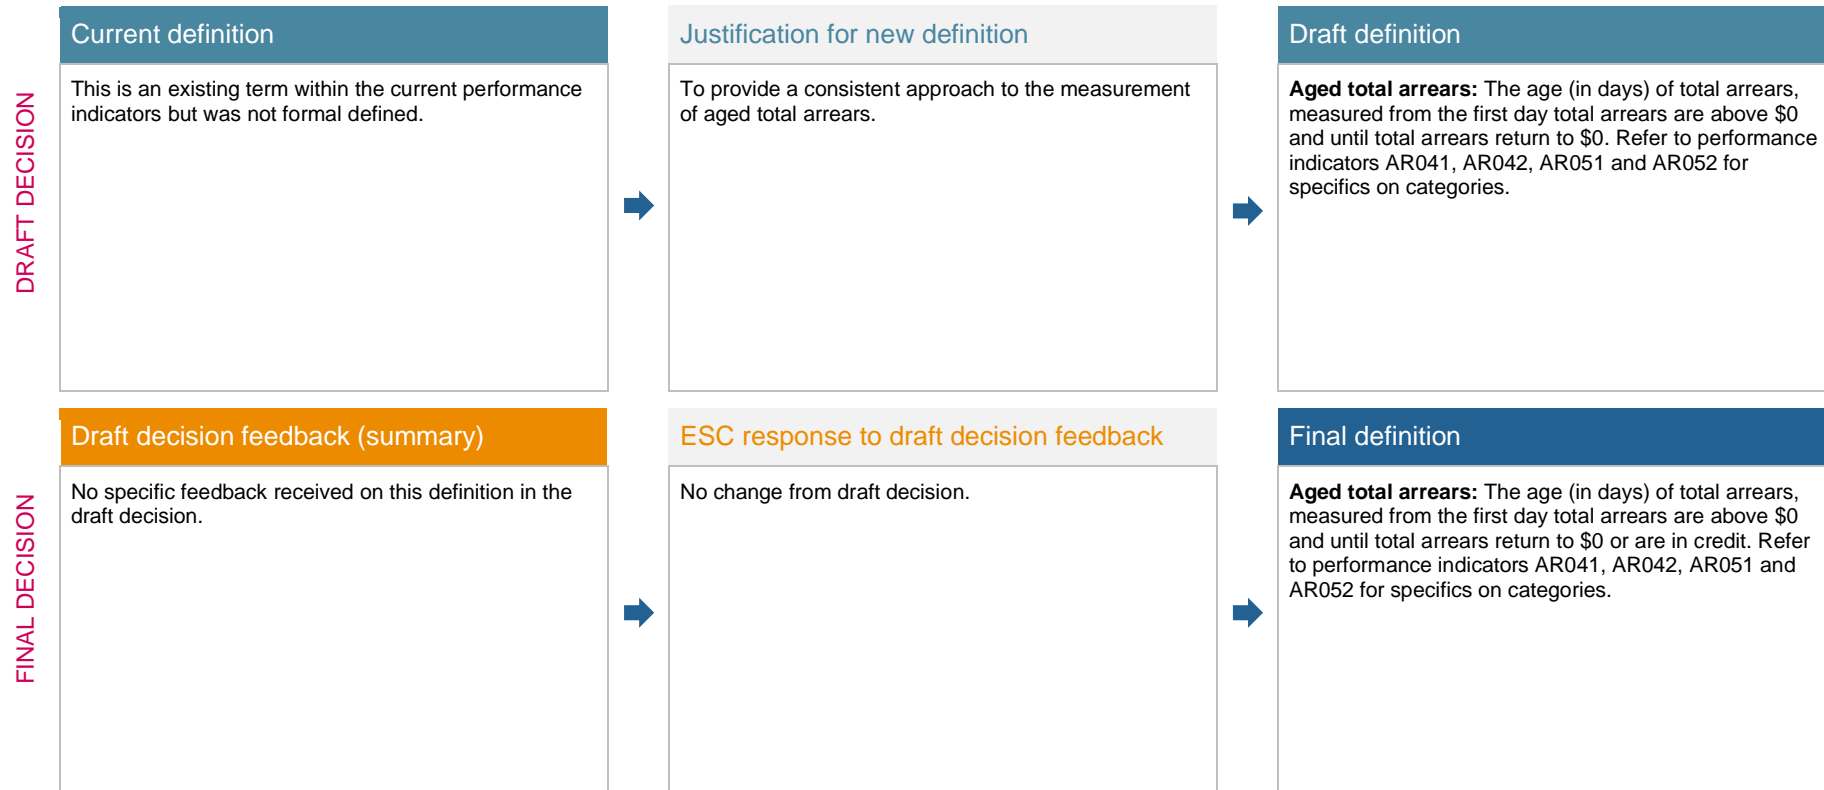 DRAFT DECISION
Current definition
This is an existing term within the current performance
indicators but was not formal defined.
Justification for new definition
To provide a consistent approach to the measurement
of aged total arrears.
Draft definition
Aged total arrears: The age (in days) of total arrears,
measured from the first day total arrears are above $0
and until total arrears return to $0. Refer to performance
indicators AR041, AR042, AR051 and AR052 for
specifics on categories.
FINAL DECISION
Draft decision feedback (summary)
No specific feedback received on this definition in the
draft decision.
ESC response to draft decision feedback
No change from draft decision.
Final definition
Aged total arrears: The age (in days) of total arrears,
measured from the first day total arrears are above $0
and until total arrears return to $0 or are in credit. Refer
to performance indicators AR041, AR042, AR051 and
AR052 for specifics on categories.